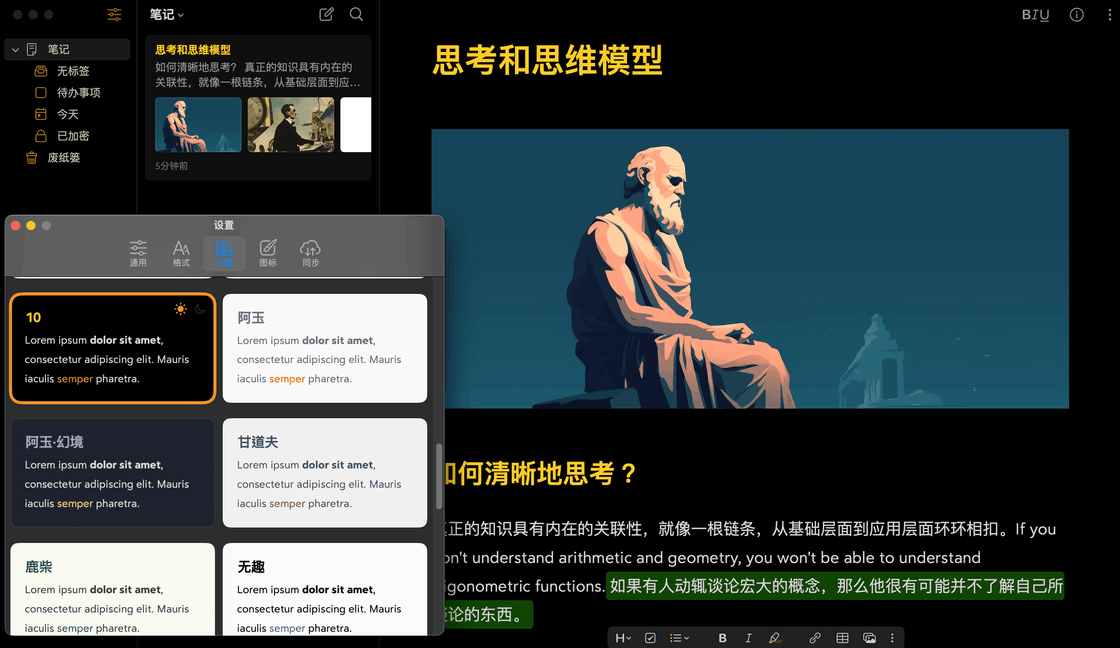 笔记
BIU
笔记
无标签
待办事项
今天
已加密
废纸篓
思考和思维模型
如何清晰地思考? 真正的知识具有内在的
关联性，就像一根链条，从基础层面到应…
5分钟前
思考和思维模型
如何清晰地思考？
正的知识具有内在的关联性，就像一根链条，从基础层面到应用层面环环相扣。If you
n't understand arithmetic and geometry, you won't be able to understand
igonometric functions. 如果有人动辄谈论宏大的概念，那么他很有可能并不了解自己所
论的东西。
H
B
I
设置
通用
格式
主题
图标
同步
10
Lorem ipsum dolor sit amet,
consectetur adipiscing elit. Mauris
iaculis semper pharetra.
阿玉
Lorem ipsum dolor sit amet,
consectetur adipiscing elit. Mauris
iaculis semper pharetra.
阿玉·幻境
Lorem ipsum dolor sit amet,
consectetur adipiscing elit. Mauris
iaculis semper pharetra.
甘道夫
Lorem ipsum dolor sit amet,
consectetur adipiscing elit. Mauris
iaculis semper pharetra.
鹿柴
Lorem ipsum dolor sit amet,
consectetur adipiscing elit. Mauris
iaculis semper pharetra.
无趣
Lorem ipsum dolor sit amet,
consectetur adipiscing elit. Mauris
iaculis semper pharetra.